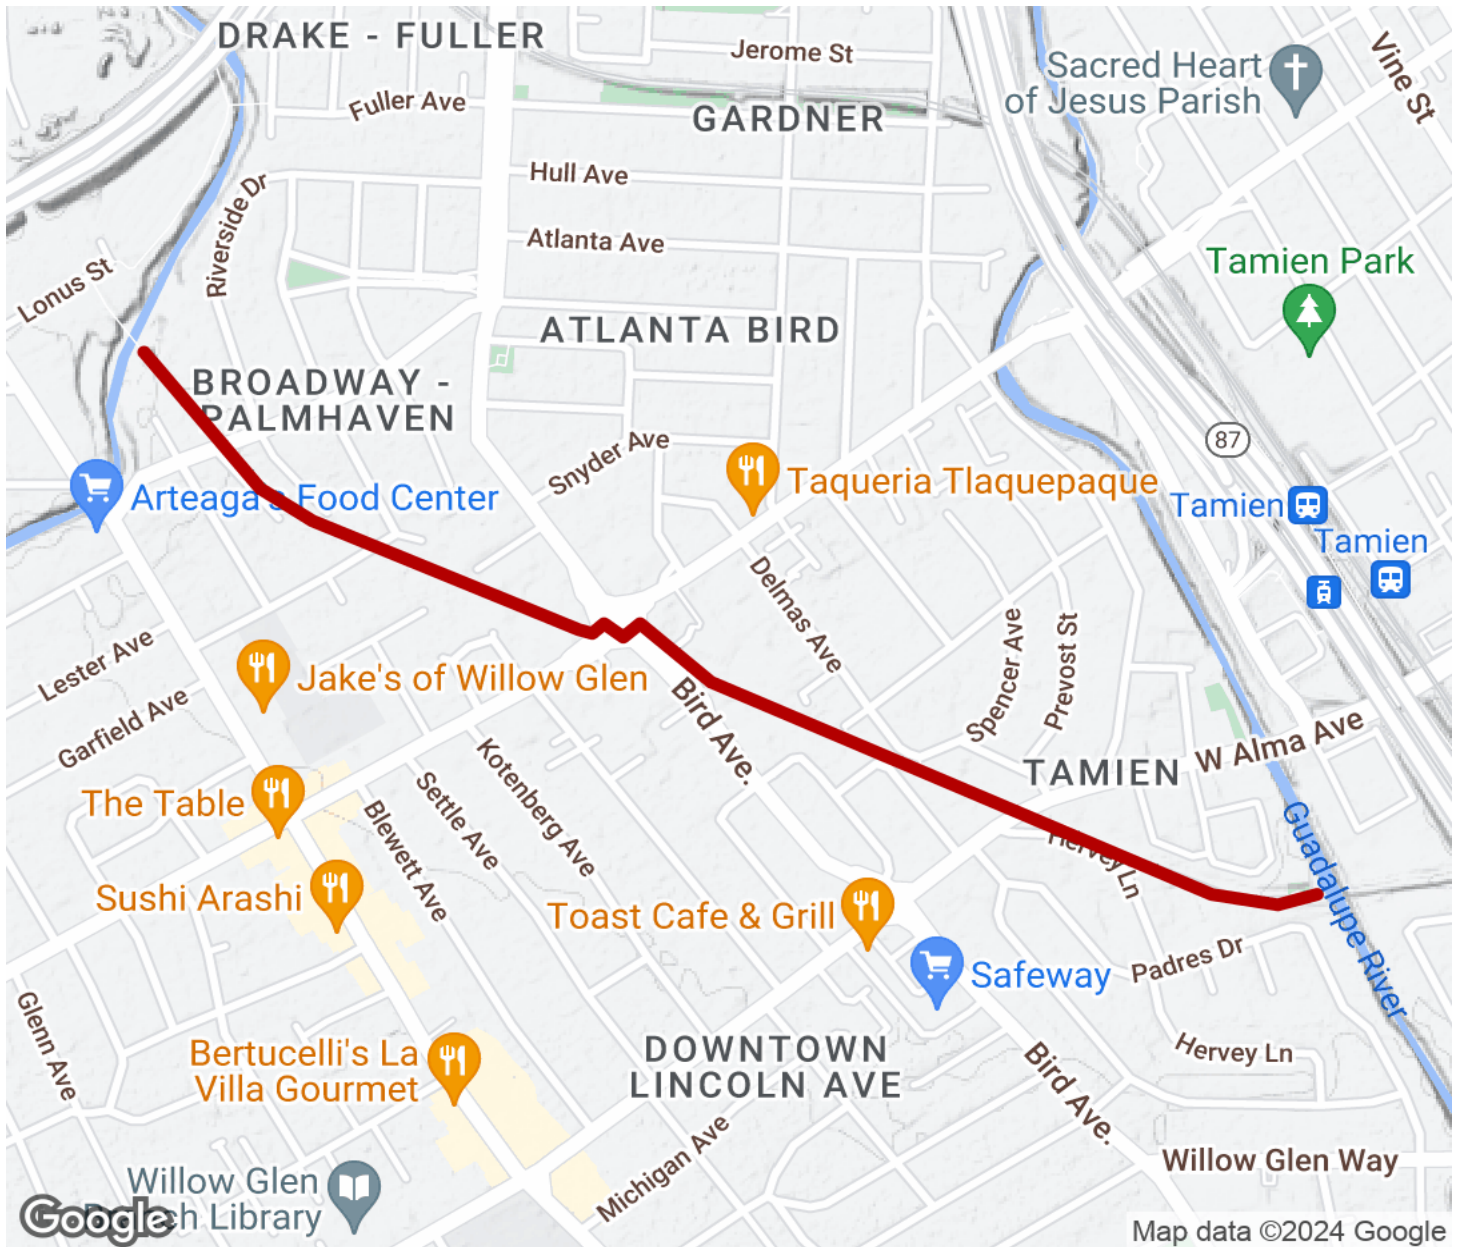 DRAKE - FULLER
Jerome St
Vine St
Sacred Heart
of Jesus Parish
Fuller Ave
GARDNER
Hull Ave
Riverside Dr
Atlanta Ave
Tamien Park
Lonus St
ATLANTA BIRD
BROADWAY -
PALMHAVEN
87
Snyder Ave
Taqueria Tlaquepaque
Arteaga's Food Center
Tamien
Tamien
Delmas Ave
Spencer Ave
Prevost St
Lester Ave
Jake's of Willow Glen
Garfield Ave
Bird Ave.
W Alma Ave
TAMIEN
Kotenberg Ave
Settle Ave
The Table
Blewett Ave
Guadalupe River
Hervey Ln
Sushi Arashi
Toast Cafe & Grill
Padres Dr
Safeway
Glenn Ave
Bertucelli's La
Villa Gourmet
DOWNTOWN
LINCOLN AVE
Bird Ave.
Hervey Ln
Michigan Ave
Willow Glen Way
Willow Glen
Branch Library
Google
Map data ©2024 Google